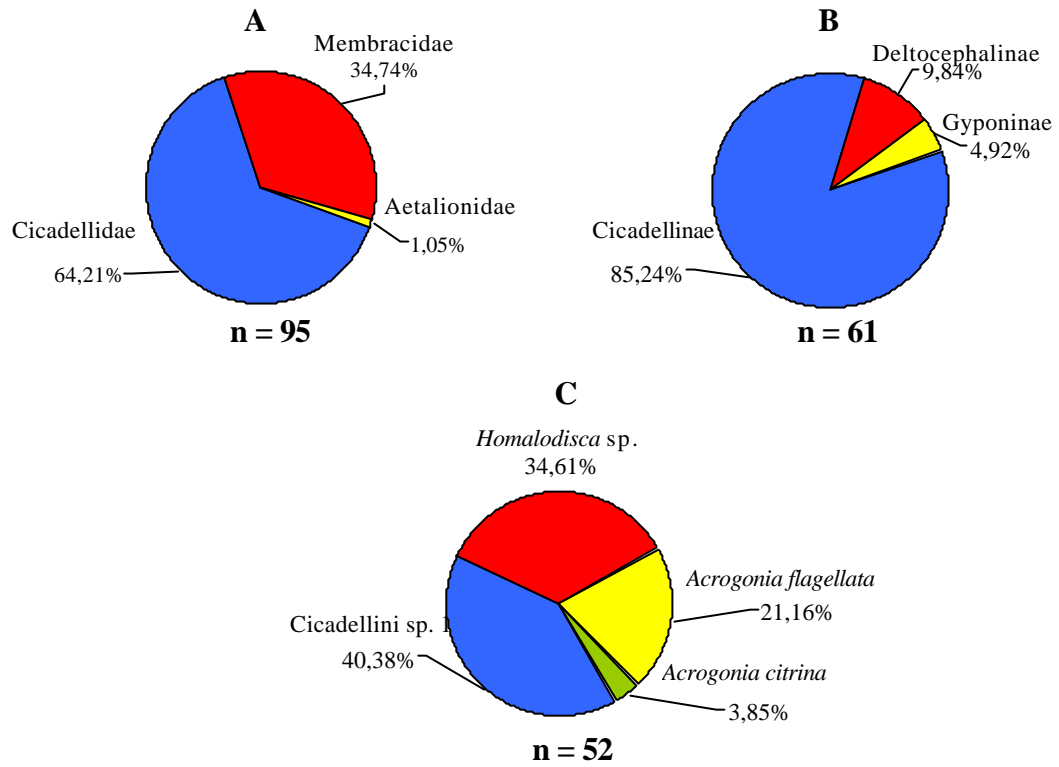 A
Membracidae
34,74%
Aetalionidae
1,05%
Cicadellidae
64,21%
n = 95
B
Deltocephalinae
9,84%
Gyponinae
4,92%
Cicadellinae
85,24%
n = 61
C
Homalodisca sp.
34,61%
Acrogonia flagellata
21,16%
Cicadellini sp. 1
40,38%
Acrogonia citrina
3,85%
n = 52